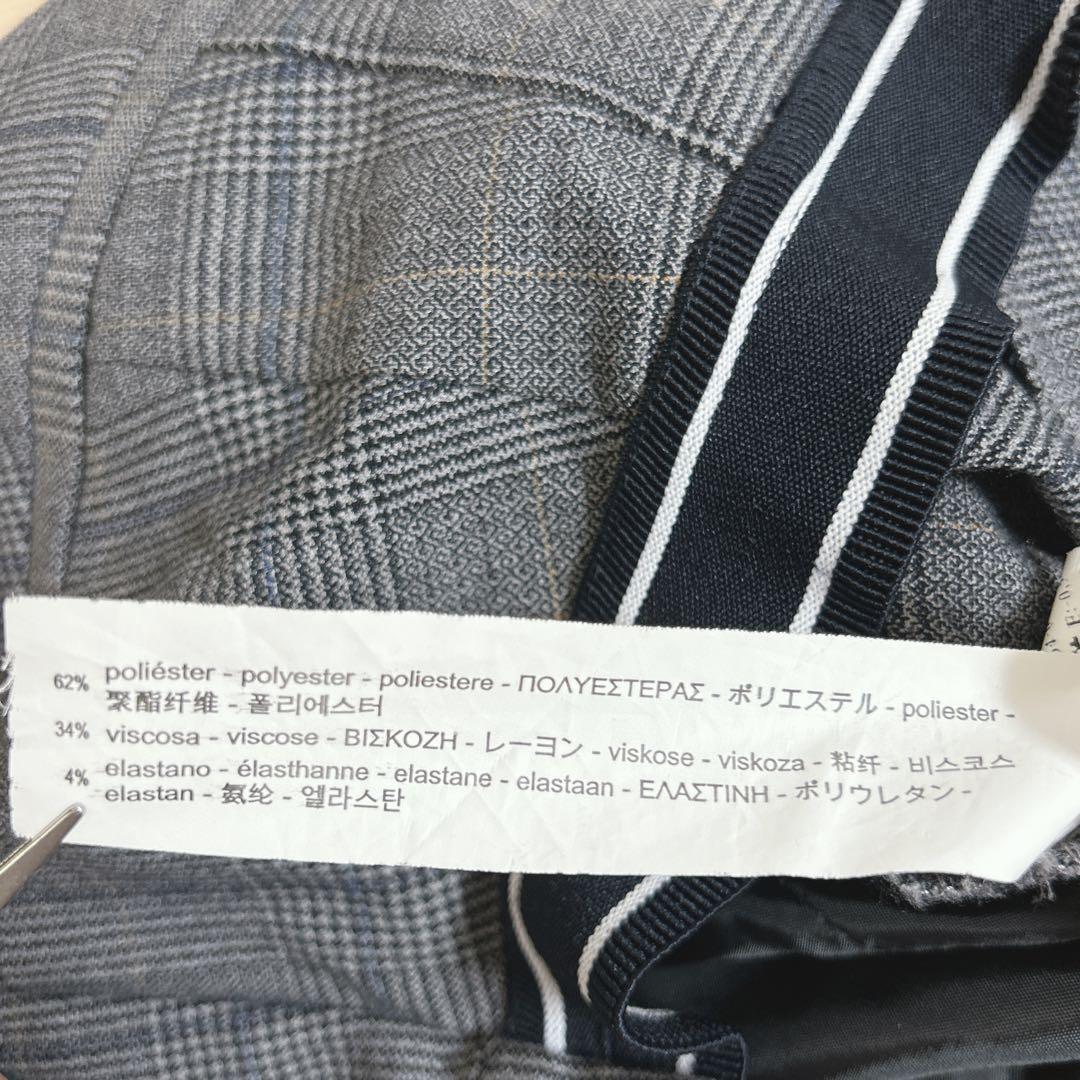 62% poliéster - polyester - poliestere - ΠΟΛΥΕΣΤΕΡΑΣ - ポリエステル - poliester -
聚酯纤维 - 폴리에스터
34% viscosa - viscose - ΒΙΣΚΟΖΗ - レーヨン - viskose - viskoza - 粘纤 - 비스코스
4% elastano - élasthanne - elastane - elastaan - ΕΛΑΣΤΙΝΗ - ポリウレタン -
elastan - 氨纶 - 엘라스탄